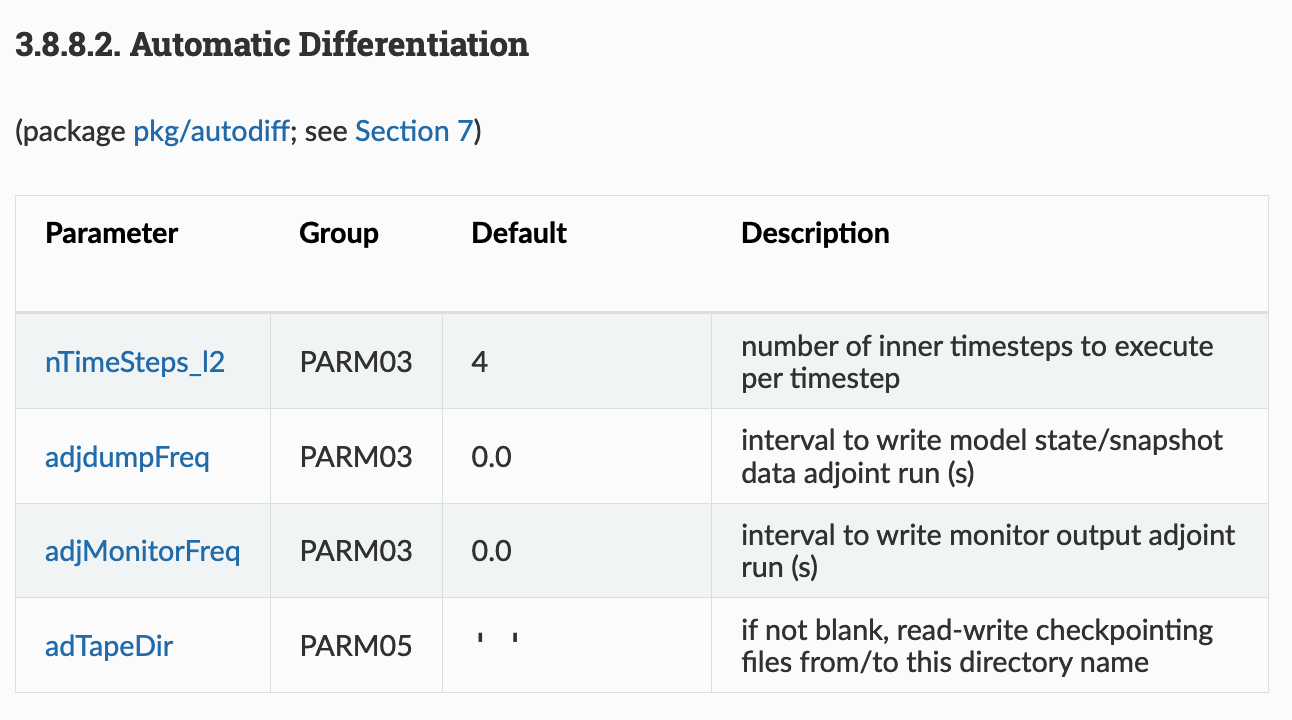 3.8.8.2. Automatic Differentiation
(package pkg/autodiff; see Section 7)
Parameter Group Default Description
nTimeSteps_l2 PARM03 4 number of inner timesteps to execute
per timestep
adjdumpFreq PARM03 0.0 interval to write model state/snapshot
data adjoint run (s)
adjMonitorFreq PARM03 0.0 interval to write monitor output adjoint
run (s)
adTapeDir PARM05 ' ' if not blank, read-write checkpointing
files from/to this directory name